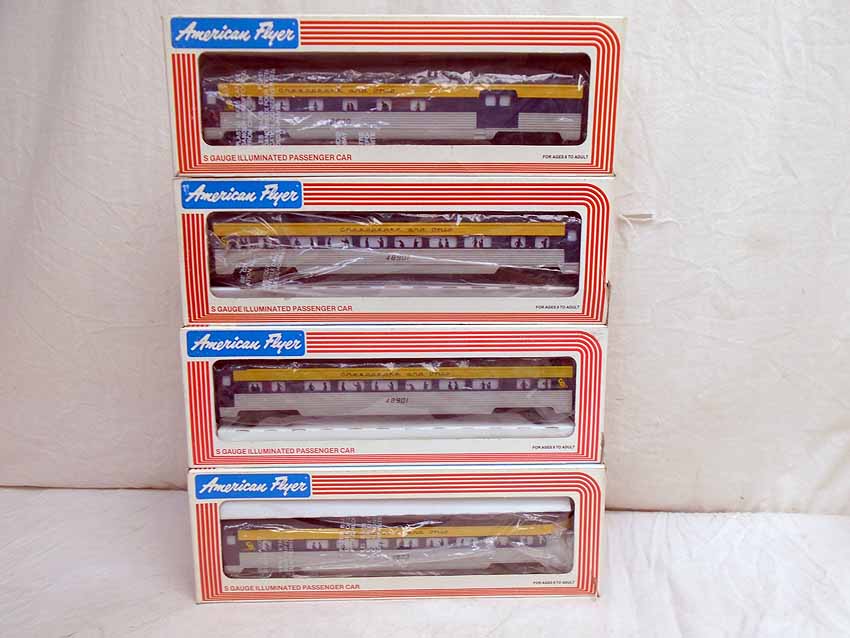 American Flyer
CHESAPEAKE AND OHIO
S GAUGE ILLUMINATED PASSENGER CAR
FOR AGES 8 TO ADULT
American Flyer
CHESAPEAKE AND OHIO
48901
S GAUGE ILLUMINATED PASSENGER CAR
FOR AGES 8 TO ADULT
American Flyer
CHESAPEAKE AND OHIO
48901
S GAUGE ILLUMINATED PASSENGER CAR
FOR AGES 8 TO ADULT
American Flyer
AND OHIO
S GAUGE ILLUMINATED PASSENGER CAR
FOR AGES 8 TO ADULT